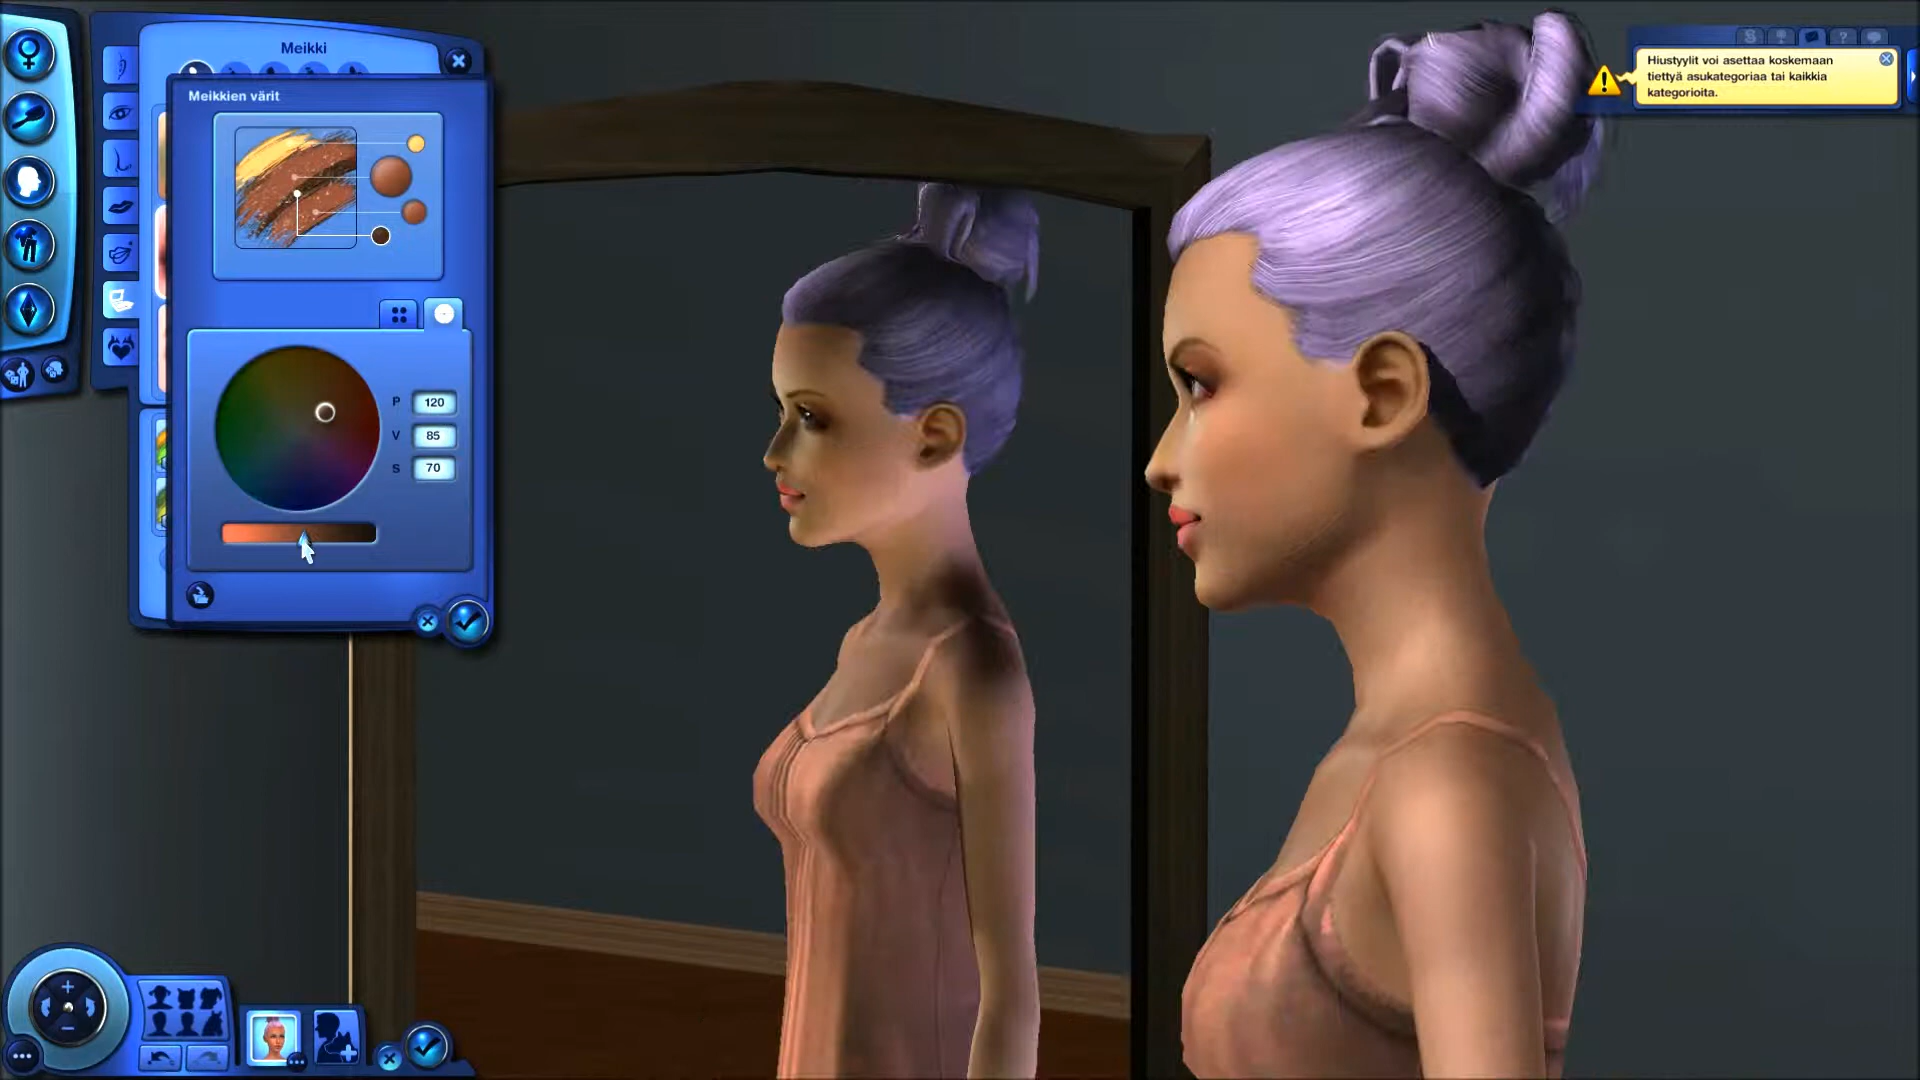 Meikki
Meikkien värit
P 120
V 85
S 70
Hiustyylit voi asettaa koskemaan
tiettyä asukategoriaa tai kaikkia
kategorioita.